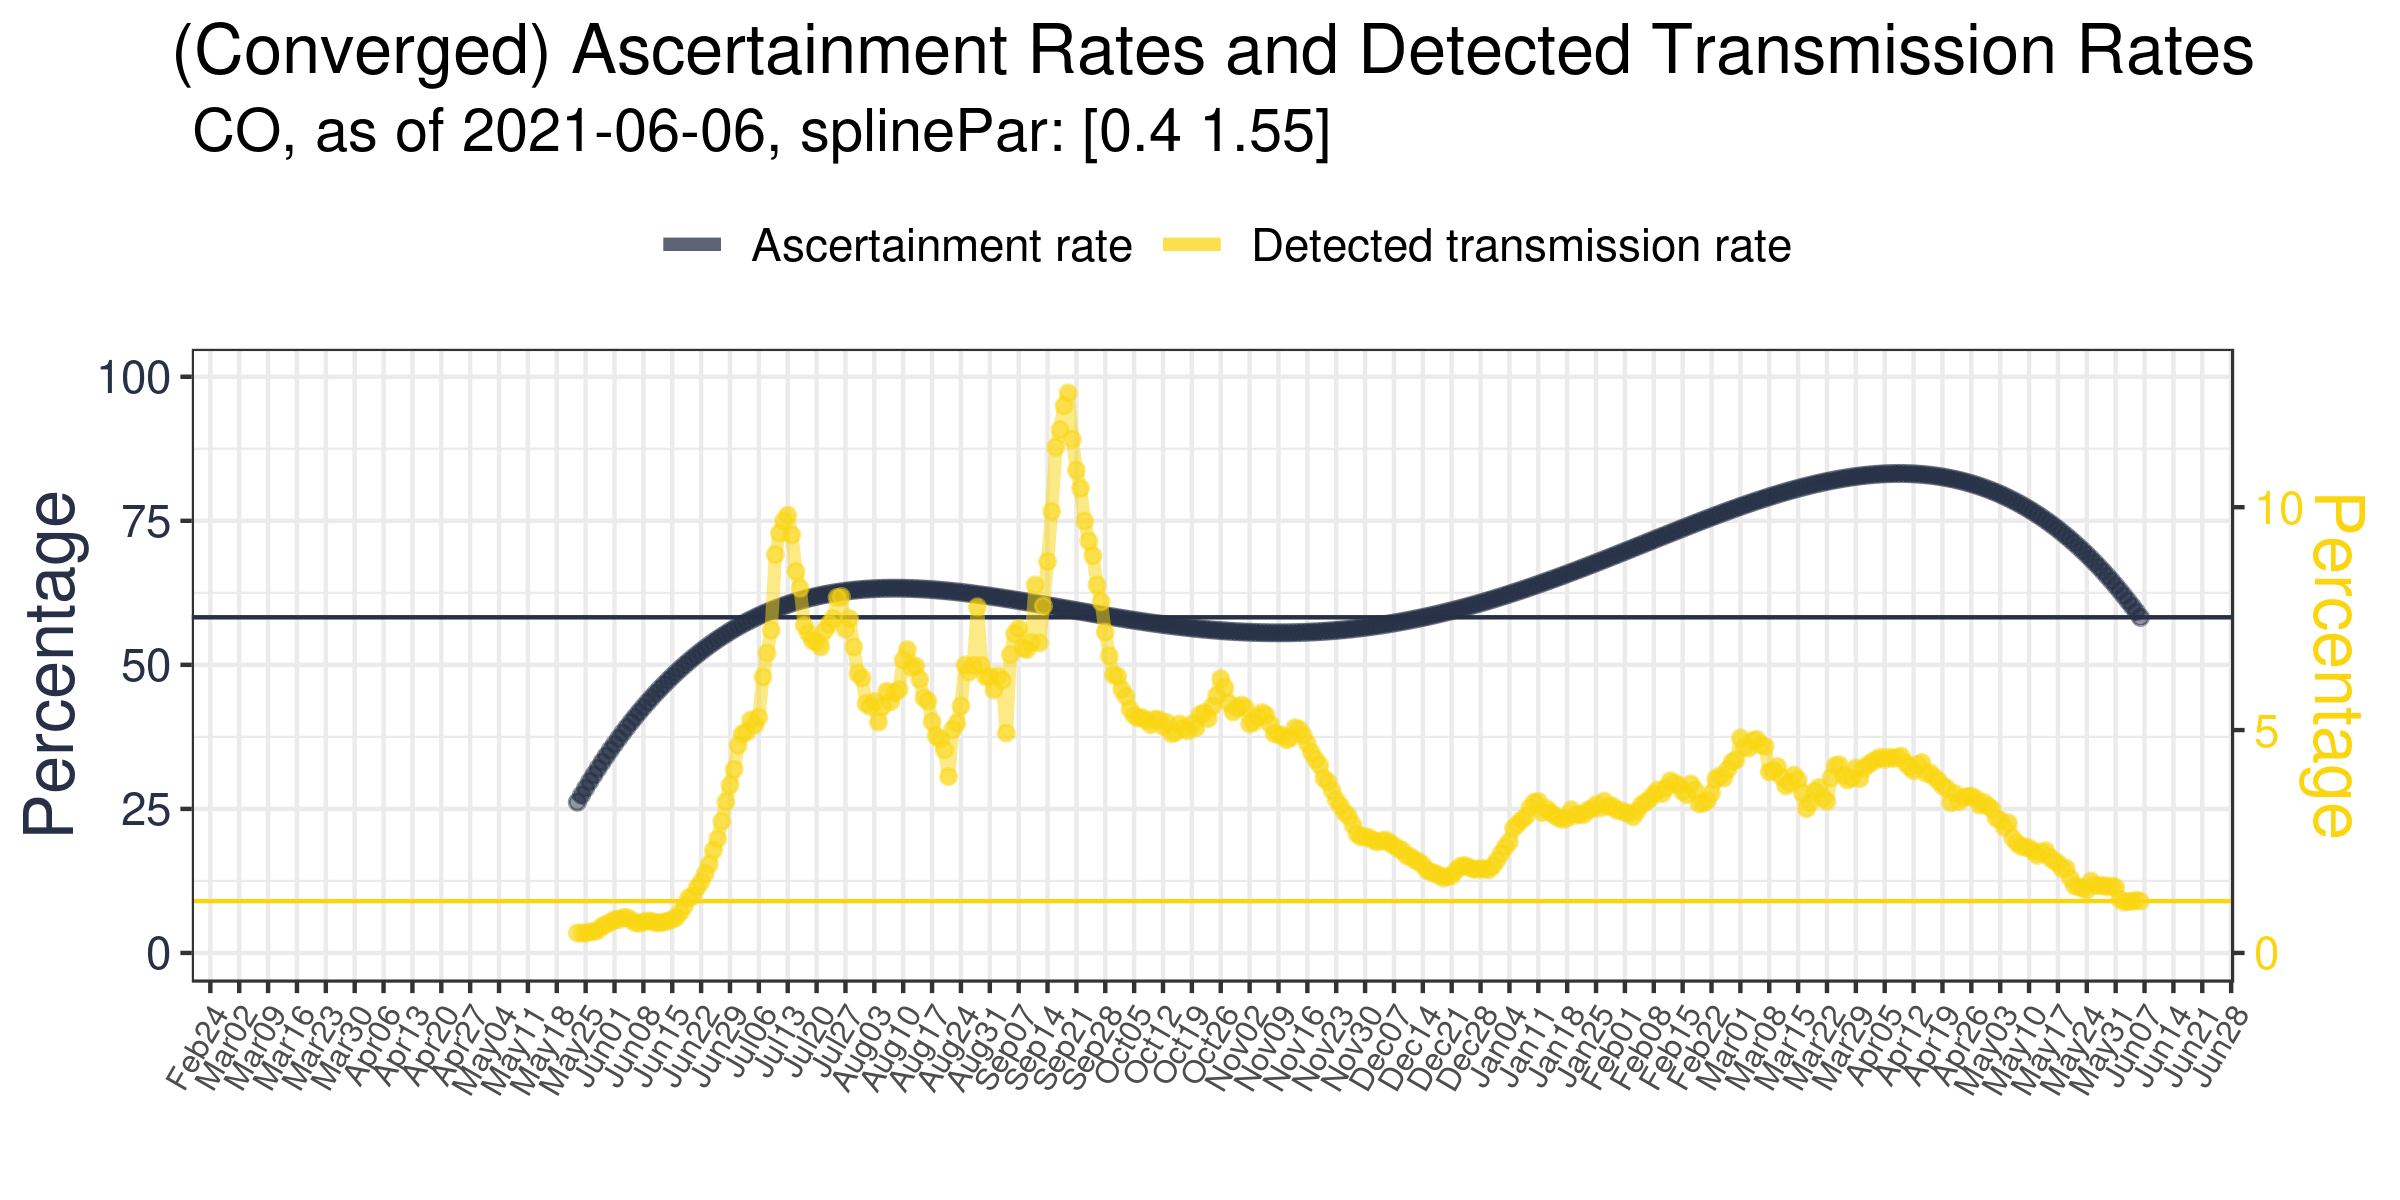 (Converged) Ascertainment Rates and Detected Transmission Rates
CO, as of 2021-06-06, splinePar: [0.4 1.55]
Ascertainment rate
Detected transmission rate
Percentage
100
75
50
25
0
10
5
0
Percentage
Feb24
Mar02
Mar09
Mar16
Mar23
Mar30
Apr06
Apr13
Apr20
Apr27
May04
May11
May18
May25
Jun01
Jun08
Jun15
Jun22
Jun29
Jul06
Jul13
Jul20
Jul27
Aug03
Aug10
Aug17
Aug24
Aug31
Sep07
Sep14
Sep21
Sep28
Oct05
Oct12
Oct19
Oct26
Nov02
Nov09
Nov16
Nov23
Nov30
Dec07
Dec14
Dec21
Dec28
Jan04
Jan11
Jan18
Jan25
Feb01
Feb08
Feb15
Feb22
Mar01
Mar08
Mar15
Mar22
Mar29
Apr05
Apr12
Apr19
Apr26
May03
May10
May17
May24
May31
Jun07
Jun14
Jun21
Jun28